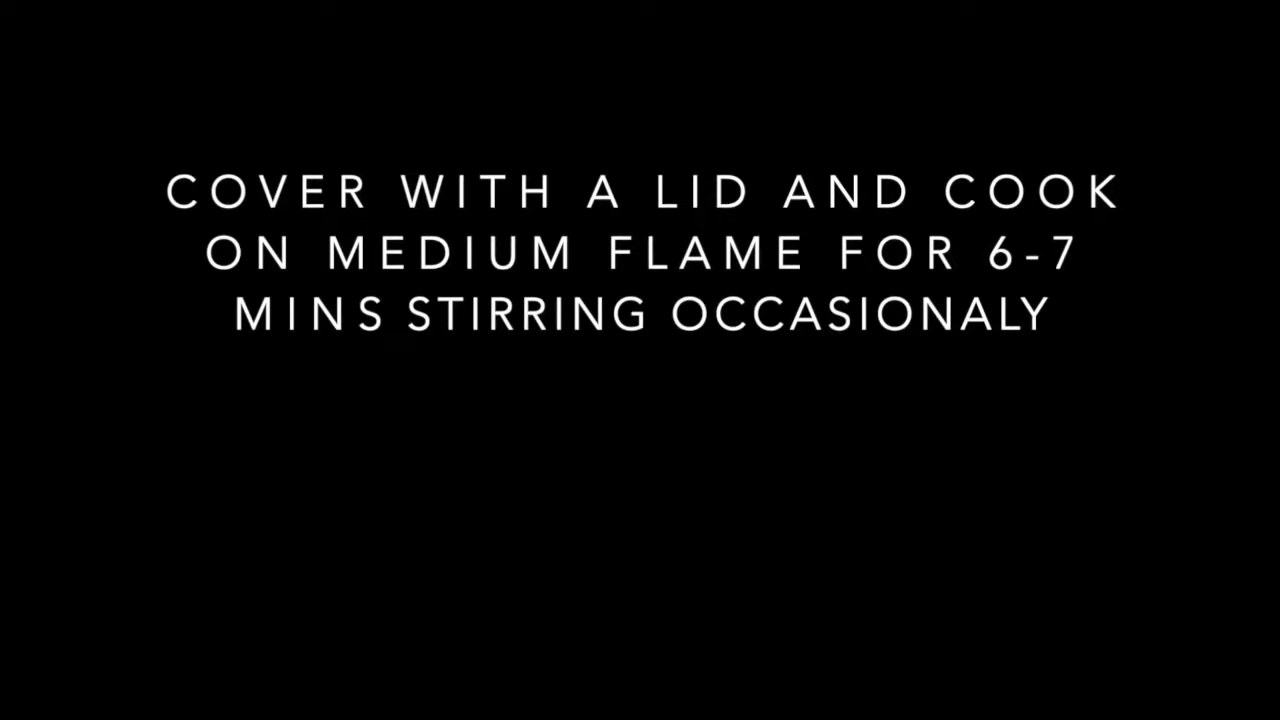 COVER WITH A LID AND COOK
ON MEDIUM FLAME FOR 6-7
MINS STIRRING OCCASIONALY